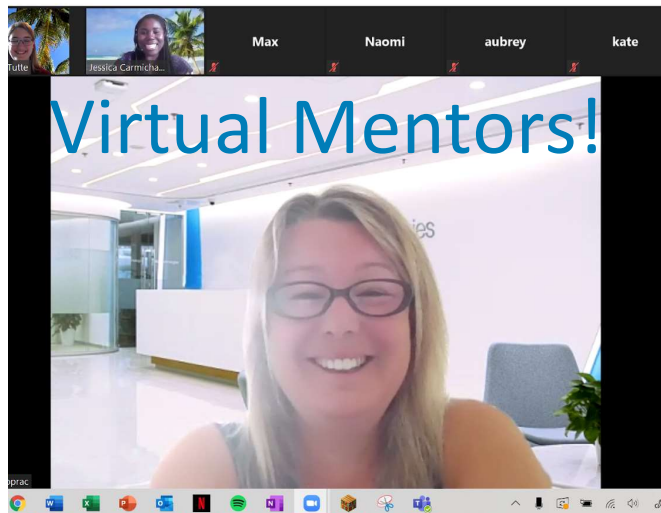 Max
Naomi
aubrey
kate
Tutte
Jessica Carmicha...
Virtual Mentors!
ies
oprac